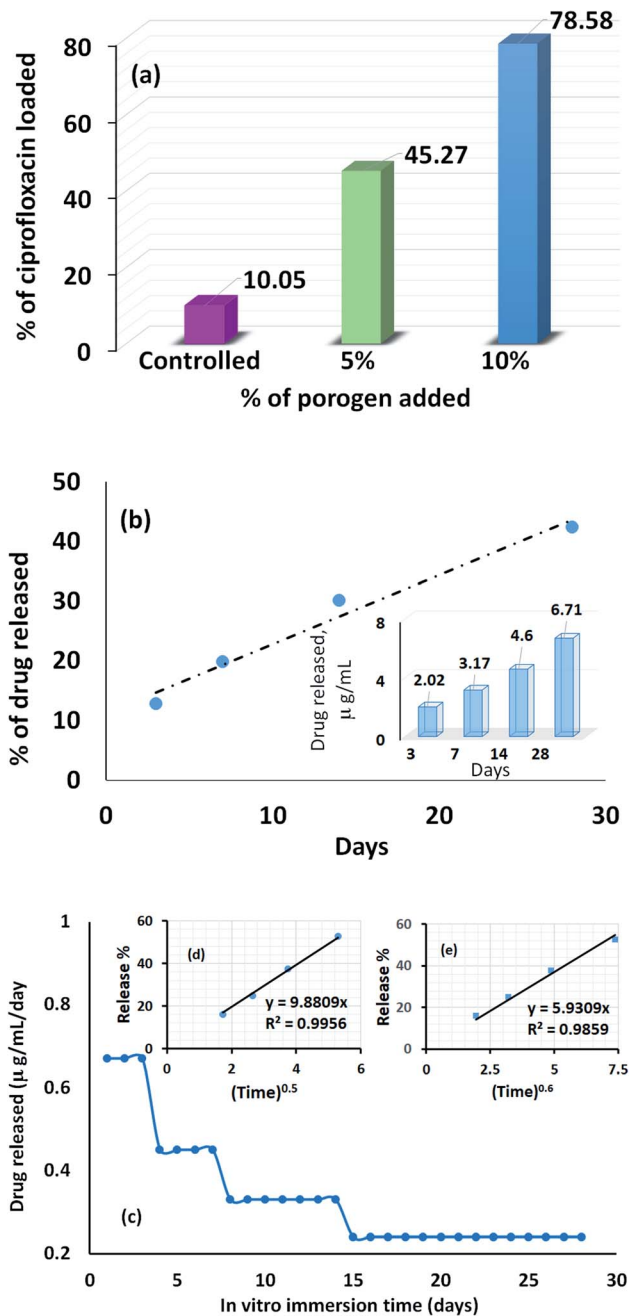 80
60
40
20
0
% of ciprofloxacin loaded
(a)
10.05
45.27
78.58
Controlled 5% 10%
% of porogen added
50
40
30
20
10
0
% of drug released
(b)
0 10 20 30
Days
8
4
0
Drug released,
µ g/mL
2.02
3.17
4.6
6.71
3 7 14 28
Days
1
0.8
0.6
0.4
0.2
Drug released (µ g/mL/day
(c)
0 5 10 15 20 25 30
In vitro immersion time (days)
60
40
20
0
Release %
(d)
y = 9.8809x
R² = 0.9956
0 2 4 6
(Time)^0.5
60
40
20
0
Release %
(e)
y = 5.9309x
R² = 0.9859
0 2.5 5 7.5
(Time)^0.6